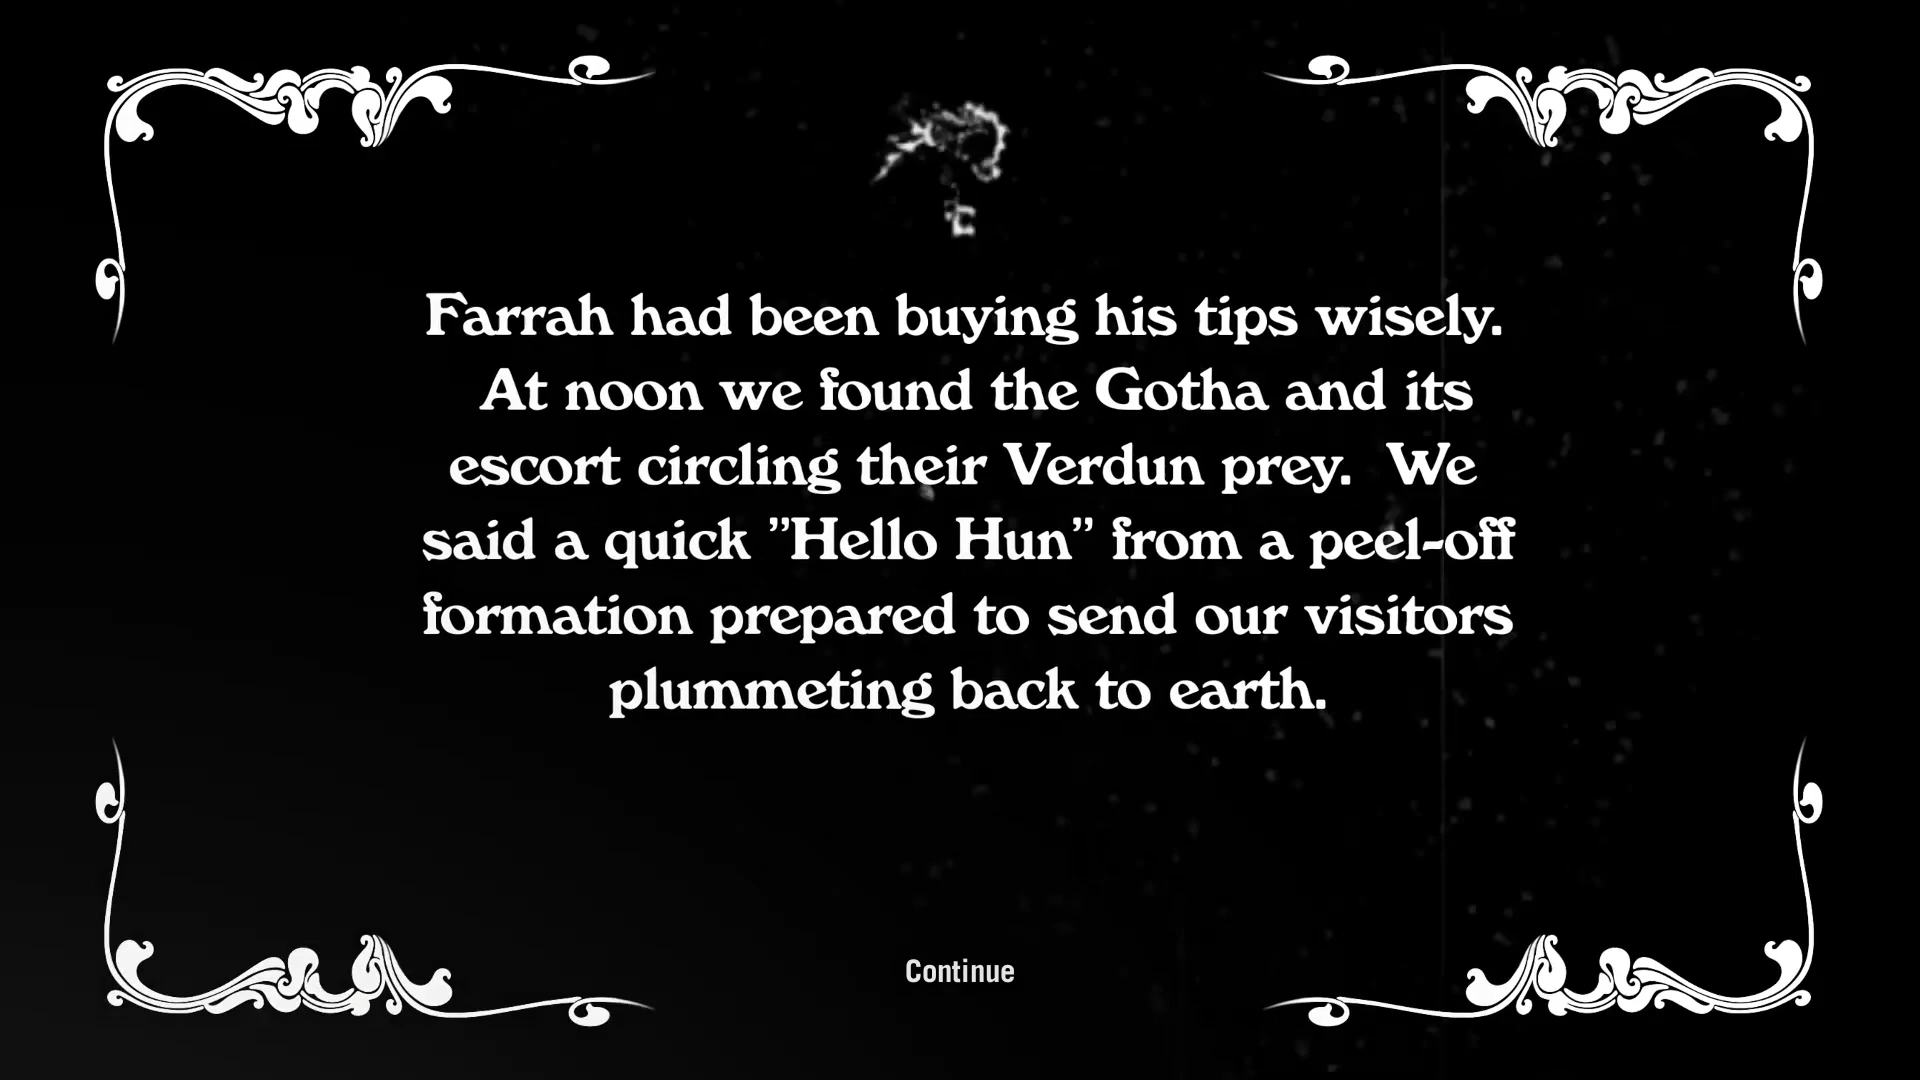 Farrah had been buying his tips wisely.
At noon we found the Gotha and its
escort circling their Verdun prey.  We
said a quick ”Hello Hun” from a peel-off
formation prepared to send our visitors
plummeting back to earth.
Continue